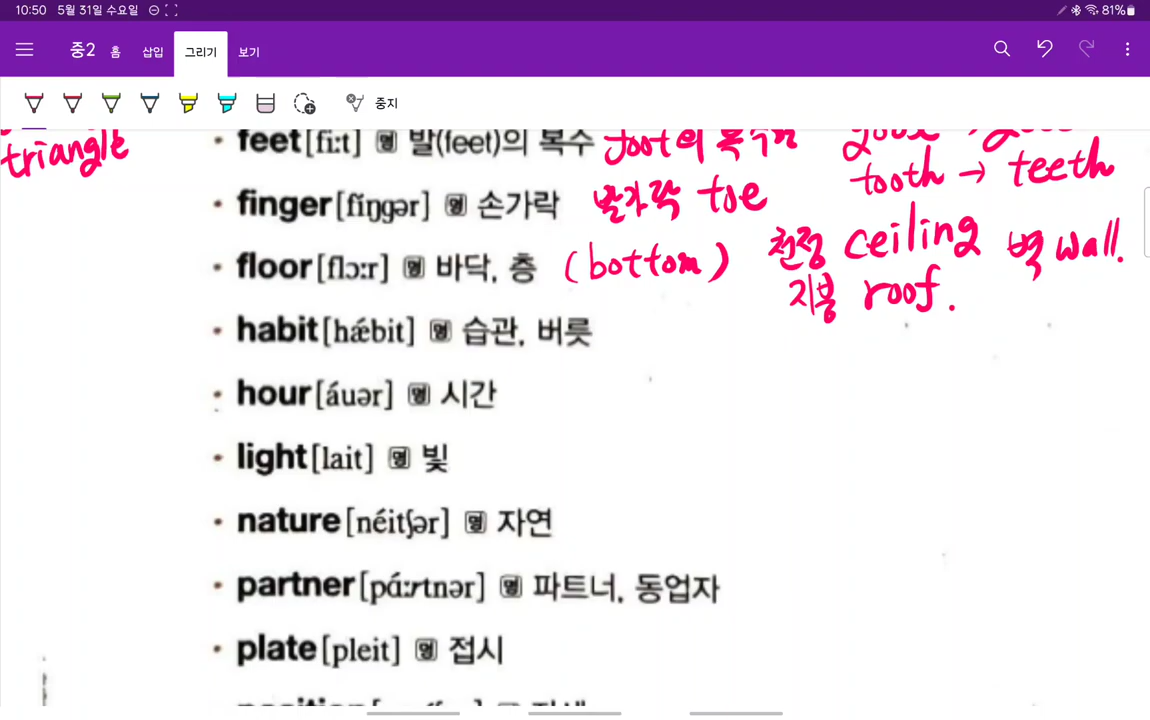 10:50 5월 31일 수요일 81%
중2 홈 삽입 그리기 보기
중지
triangle
• feet[fiːt] 명 발(feet)의 복수 foot의 복수형
tooth → teeth
• finger[fíŋgər] 명 손가락 발가락 toe
• floor[flɔːr] 명 바닥, 층 (bottom) 천정 ceiling 벽 wall.
지붕 roof.
• habit[hǽbit] 명 습관, 버릇
• hour[áuər] 명 시간
• light[lait] 명 빛
• nature[néitʃər] 명 자연
• partner[pɑ́ːrtnər] 명 파트너, 동업자
• plate[pleit] 명 접시